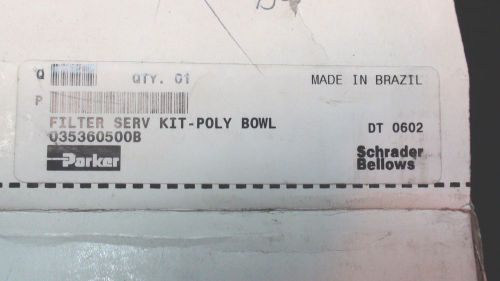 Q QTY. 01 MADE IN BRAZIL
P
FILTER SERV KIT-POLY BOWL DT 0602
035360500B
Parker Schrader
Bellows